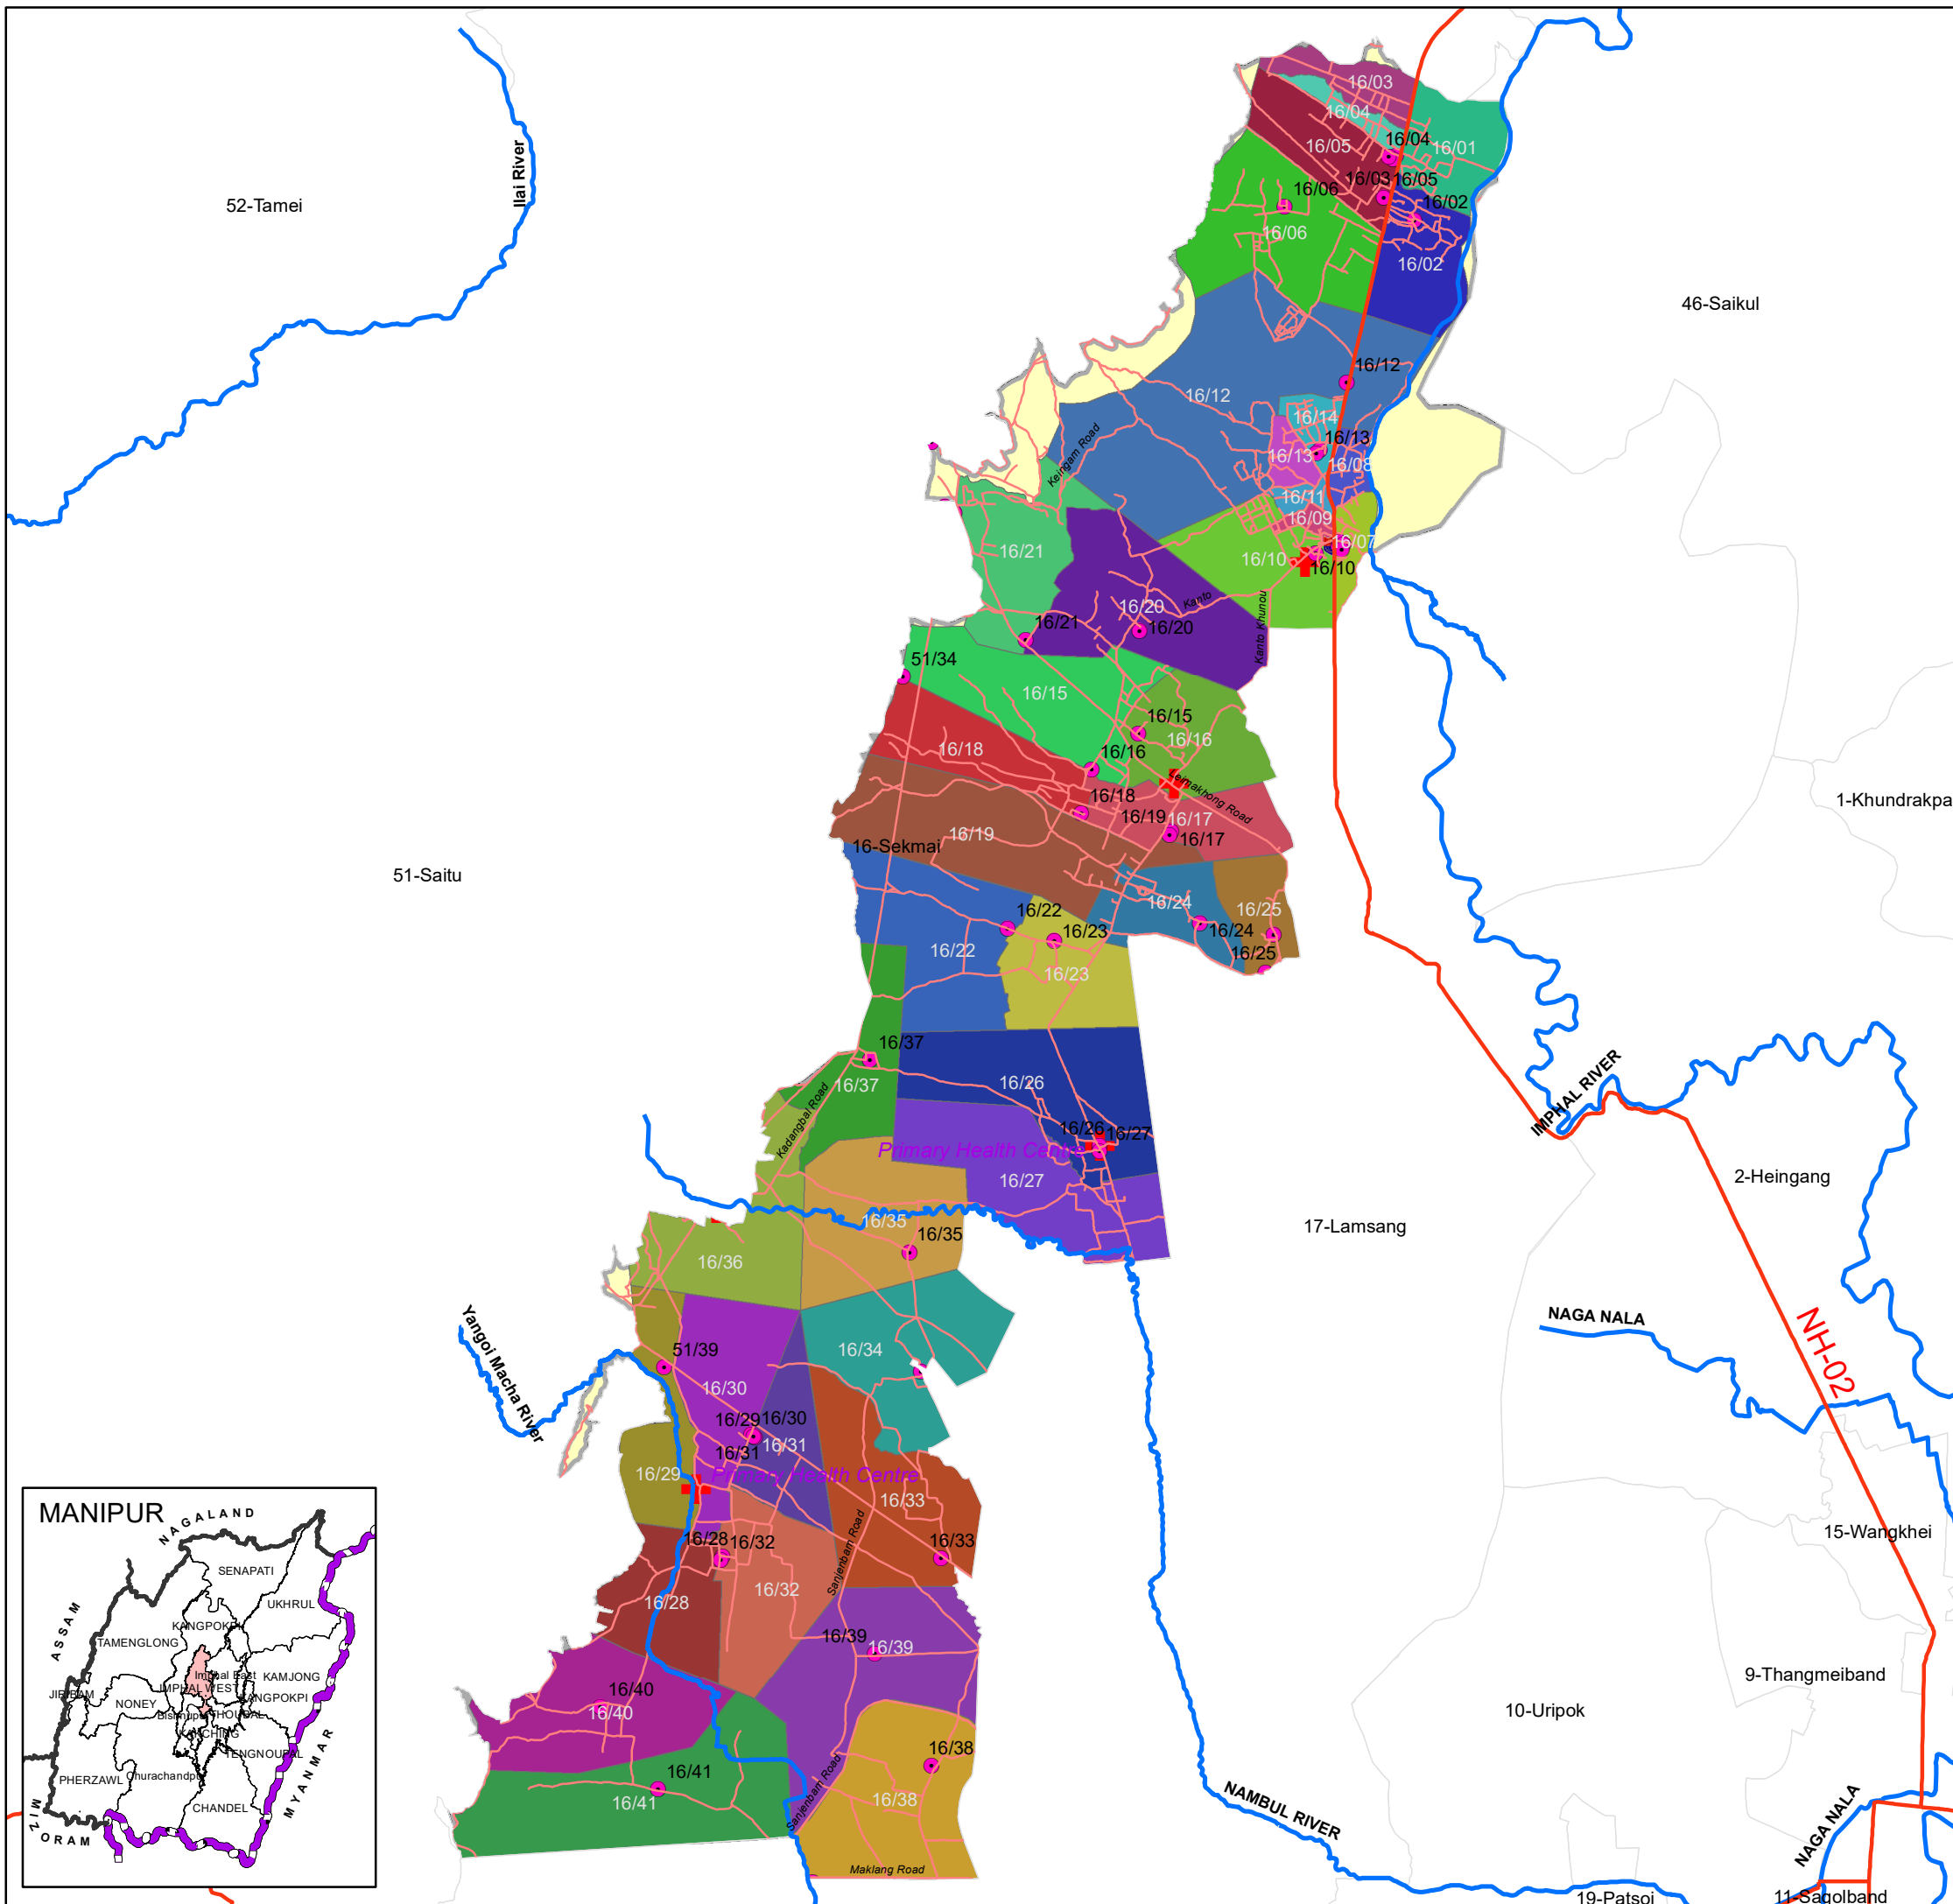 16/03
16/04
16/04
16/05
16/01
16/03
16/05
16/06
16/02
16/06
16/02
52-Tamei
Ilai River
46-Saikul
16/12
16/12
16/14
16/13
16/13
16/08
Keingam Road
16/11
16/09
16/07
16/10
16/10
16/21
16/20
Kanto
Kanto Khunou
16/21
16/20
51/34
16/15
16/15
16/16
16/16
16/18
Leimakhong Road
16/18
16/19
16/17
16/17
16/19
16-Sekmai
1-Khundrakpa
51-Saitu
16/24
16/25
16/22
16/23
16/24
16/22
16/23
16/25
16/37
16/37
16/26
Kadangbal Road
IMPHAL RIVER
16/26
16/27
Primary Health Centre
16/27
2-Heingang
16/35
16/35
17-Lamsang
16/36
NAGA NALA
Yangoi Macha River
51/39
16/34
NH-02
16/30
16/29
16/30
16/31
16/31
16/29
Primary Health Centre
16/33
15-Wangkhei
16/28
16/32
Sanjenbam Road
16/33
16/32
16/28
16/39
16/39
9-Thangmeiband
16/40
16/40
10-Uripok
16/38
16/41
16/41
16/38
Sanjenbam Road
NAMBUL RIVER
NAGA NALA
Maklang Road
19-Patsoi
11-Sagolband
MANIPUR
NAGALAND
SENAPATI
UKHRUL
ASSAM
KANGPOKPI
TAMENGLONG
Imphal East
KAMJONG
IMPHAL WEST
JIRIBAM
NONEY
KANGPOKPI
Bishnupur
THOUBAL
KAKCHING
TENGNOUPAL
PHERZAWL
Churachandpur
CHANDEL
MYANMAR
MIZORAM